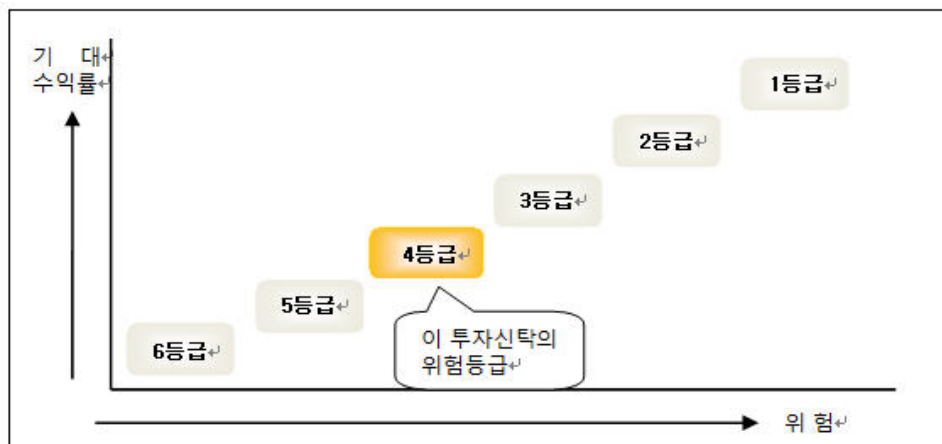 기 대
수익률
1등급
2등급
3등급
4등급
5등급
6등급
이 투자신탁의
위험등급
위 험